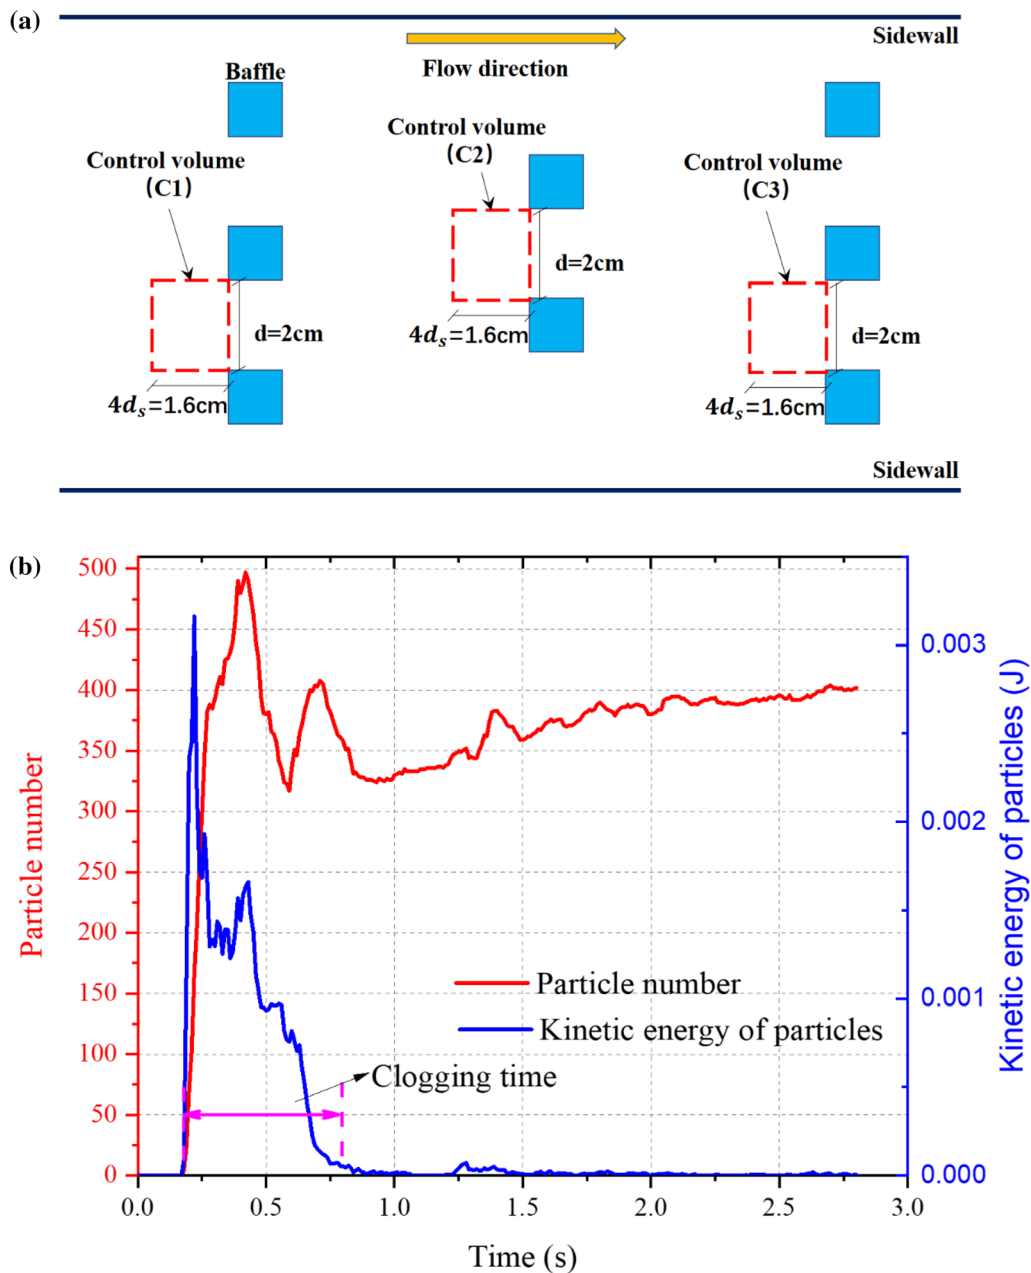 (a)
Sidewall
Flow direction
Baffle
Control volume
(C1)
Control volume
(C2)
Control volume
(C3)
d=2cm
d=2cm
d=2cm
4dₛ=1.6cm
4dₛ=1.6cm
4dₛ=1.6cm
Sidewall
(b)
500
450
400
350
300
250
200
150
100
50
0
Particle number
0.003
0.002
0.001
0.000
Kinetic energy of particles (J)
Particle number
Kinetic energy of particles
Clogging time
0.0 0.5 1.0 1.5 2.0 2.5 3.0
Time (s)